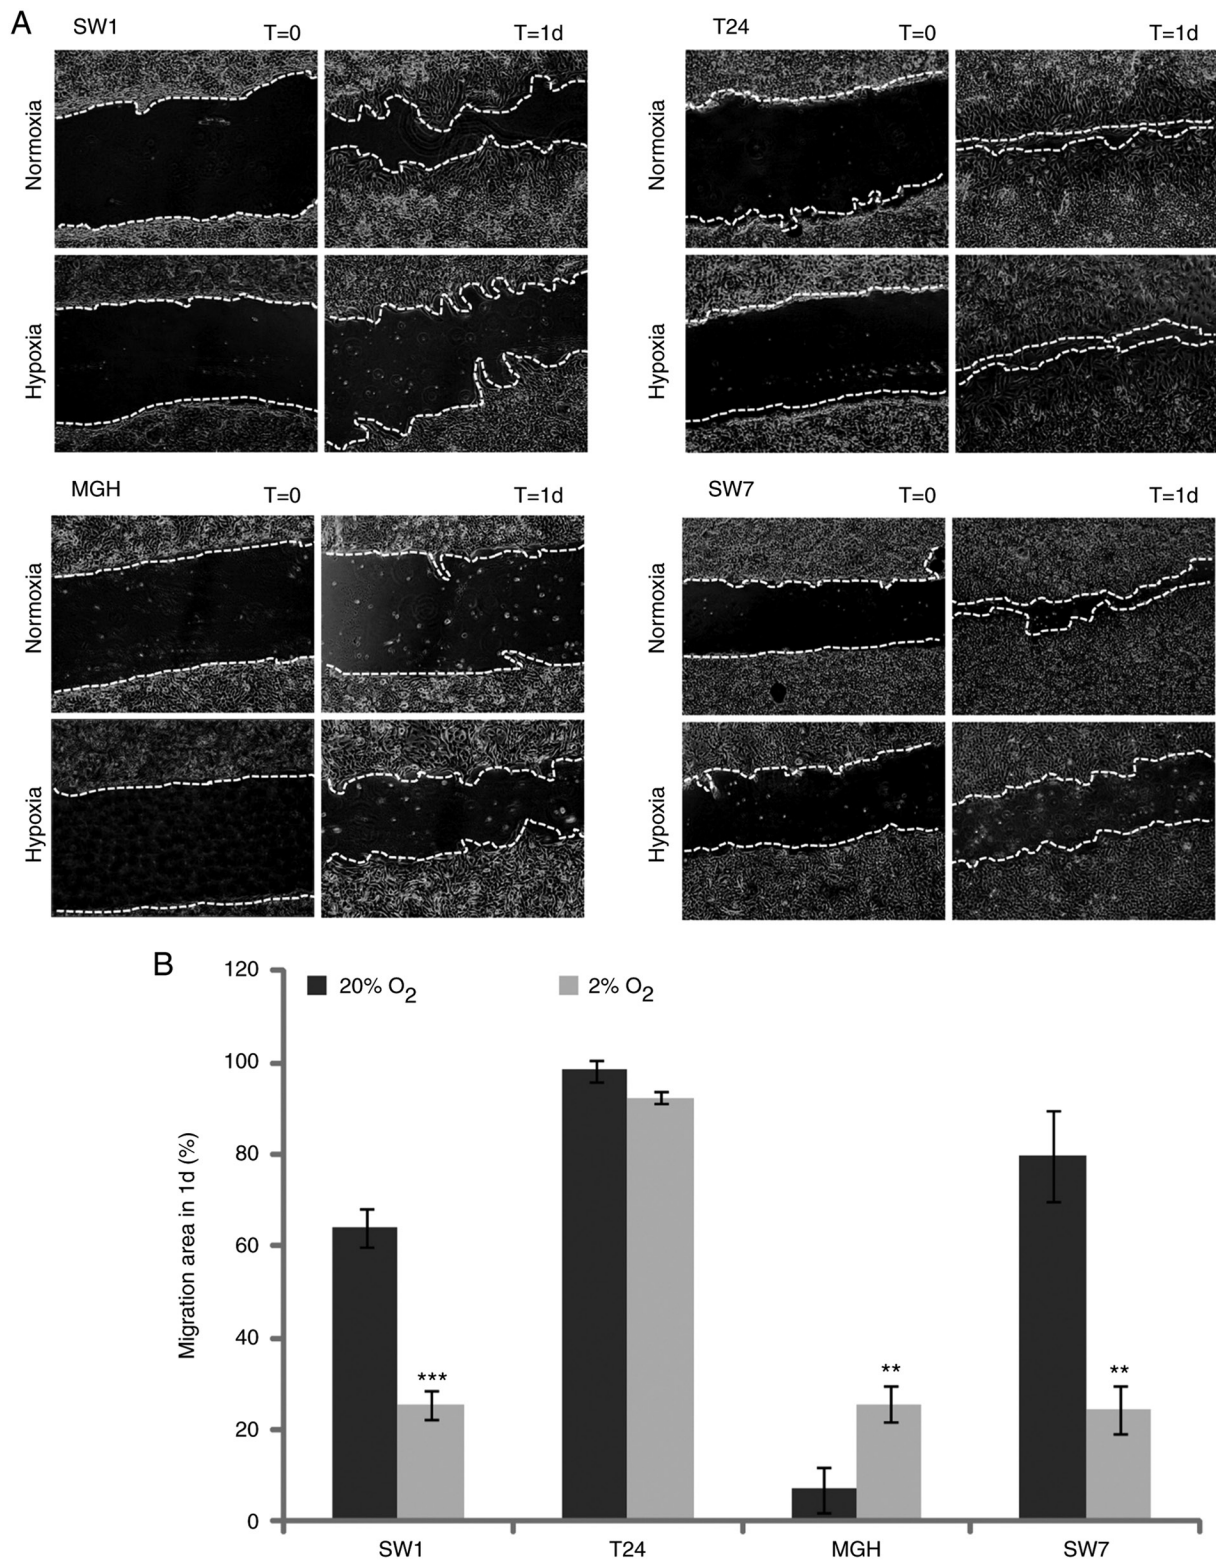 A
SW1 T=0 T=1d T24 T=0 T=1d
Normoxia Normoxia
Hypoxia Hypoxia
MGH T=0 T=1d SW7 T=0 T=1d
Normoxia Normoxia
Hypoxia Hypoxia
B
20% O2 2% O2
Migration area in 1d (%)
120
100
80
60
40
20
0
***
**
**
SW1 T24 MGH SW7